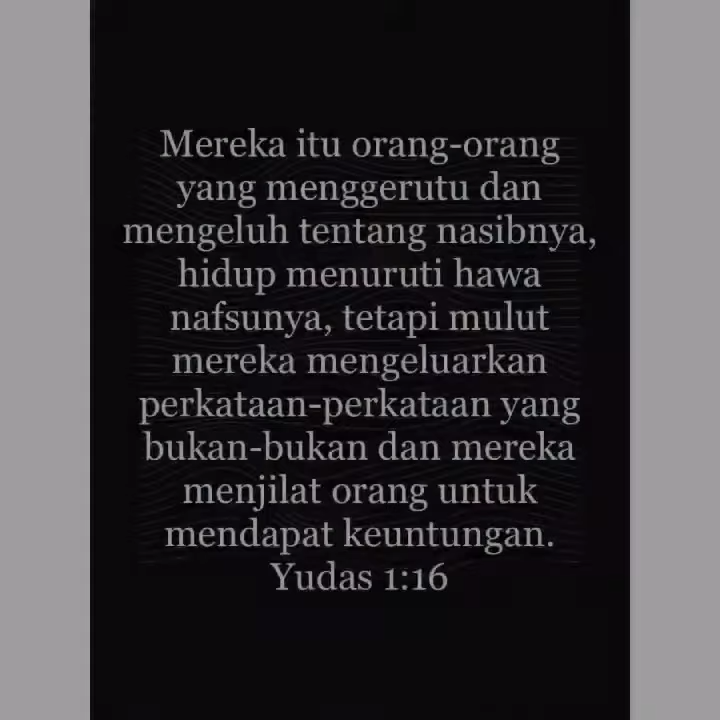 Mereka itu orang-orang
yang menggerutu dan
mengeluh tentang nasibnya,
hidup menuruti hawa
nafsunya, tetapi mulut
mereka mengeluarkan
perkataan-perkataan yang
bukan-bukan dan mereka
menjilat orang untuk
mendapat keuntungan.
Yudas 1:16